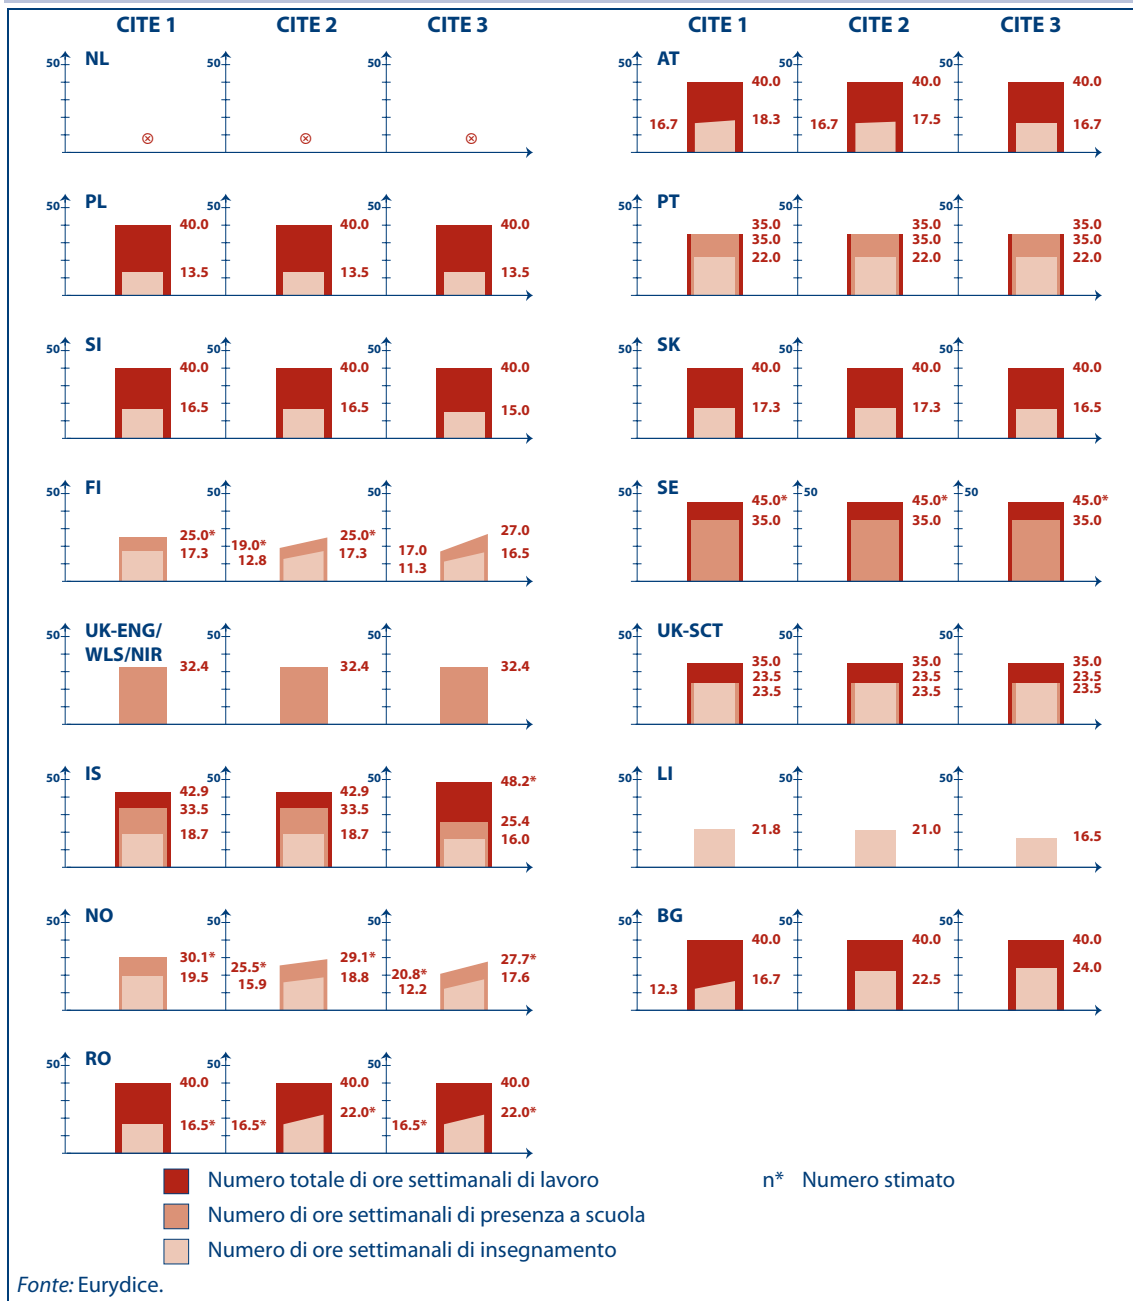 CITE 1 CITE 2 CITE 3 CITE 1 CITE 2 CITE 3
NL
50 50 50
⊗ ⊗ ⊗
AT
50 50 50
40.0 40.0 40.0
16.7 18.3 16.7 17.5 16.7
PL
50 50 50
40.0 40.0 40.0
13.5 13.5 13.5
PT
50 50 50
35.0 35.0 35.0
35.0 35.0 35.0
22.0 22.0 22.0
SI
50 50 50
40.0 40.0 40.0
16.5 16.5 15.0
SK
50 50 50
40.0 40.0 40.0
17.3 17.3 16.5
FI
50 50 50
25.0* 19.0* 25.0* 17.0 27.0
17.3 12.8 17.3 11.3 16.5
SE
50 50 50
45.0* 45.0* 45.0*
35.0 35.0 35.0
UK-ENG/
WLS/NIR
50 50 50
32.4 32.4 32.4
UK-SCT
50 50 50
35.0 35.0 35.0
23.5 23.5 23.5
23.5 23.5 23.5
IS
50 50 50
42.9 42.9 48.2*
33.5 33.5 25.4
18.7 18.7 16.0
LI
50 50 50
21.8 21.0 16.5
NO
50 50 50
30.1* 25.5* 29.1* 20.8* 27.7*
19.5 15.9 18.8 12.2 17.6
BG
50 50 50
40.0 40.0 40.0
12.3 16.7 22.5 24.0
RO
50 50 50
40.0 40.0 40.0
16.5* 16.5* 22.0* 16.5* 22.0*
Numero totale di ore settimanali di lavoro
n* Numero stimato
Numero di ore settimanali di presenza a scuola
Numero di ore settimanali di insegnamento
Fonte: Eurydice.